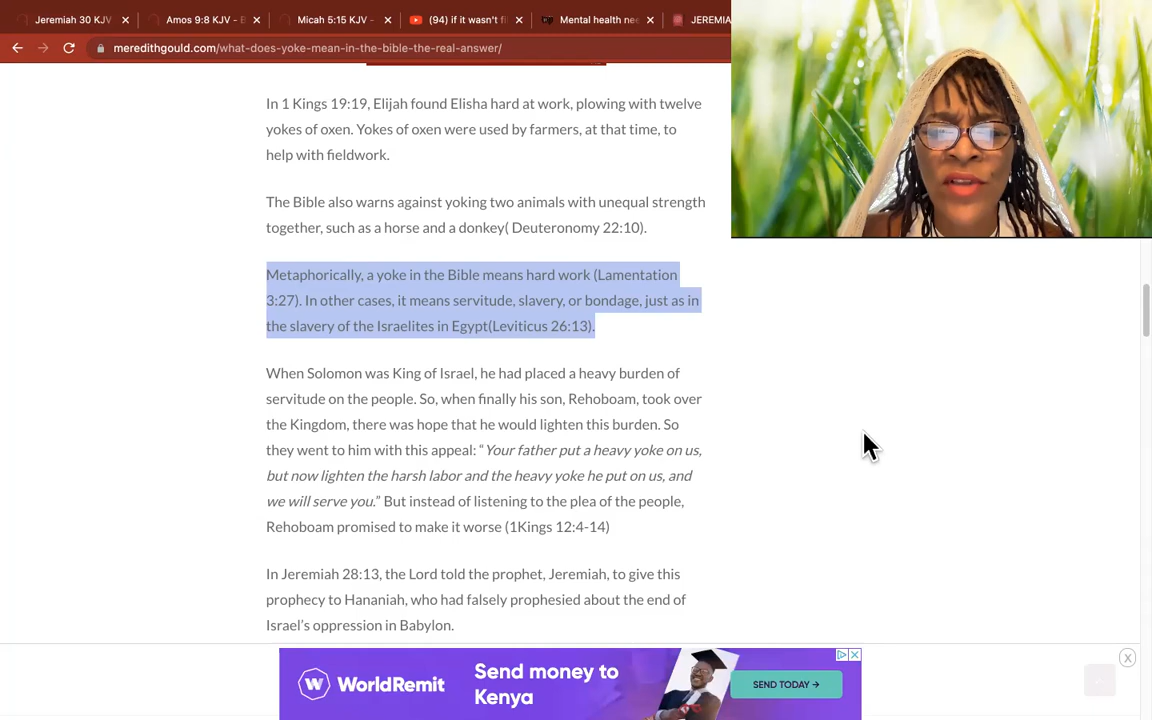 Jeremiah 30 KJV
Amos 9:8 KJV - B
Micah 5:15 KJV -
(94) if it wasn't f
Mental health nee
JEREMIA
meredithgould.com/what-does-yoke-mean-in-the-bible-the-real-answer/
In 1 Kings 19:19, Elijah found Elisha hard at work, plowing with twelve
yokes of oxen. Yokes of oxen were used by farmers, at that time, to
help with fieldwork.
The Bible also warns against yoking two animals with unequal strength
together, such as a horse and a donkey( Deuteronomy 22:10).
Metaphorically, a yoke in the Bible means hard work (Lamentation
3:27). In other cases, it means servitude, slavery, or bondage, just as in
the slavery of the Israelites in Egypt(Leviticus 26:13).
When Solomon was King of Israel, he had placed a heavy burden of
servitude on the people. So, when finally his son, Rehoboam, took over
the Kingdom, there was hope that he would lighten this burden. So
they went to him with this appeal: “Your father put a heavy yoke on us,
but now lighten the harsh labor and the heavy yoke he put on us, and
we will serve you.” But instead of listening to the plea of the people,
Rehoboam promised to make it worse (1Kings 12:4-14)
In Jeremiah 28:13, the Lord told the prophet, Jeremiah, to give this
prophecy to Hananiah, who had falsely prophesied about the end of
Israel’s oppression in Babylon.
WorldRemit
Send money to
Kenya
SEND TODAY →